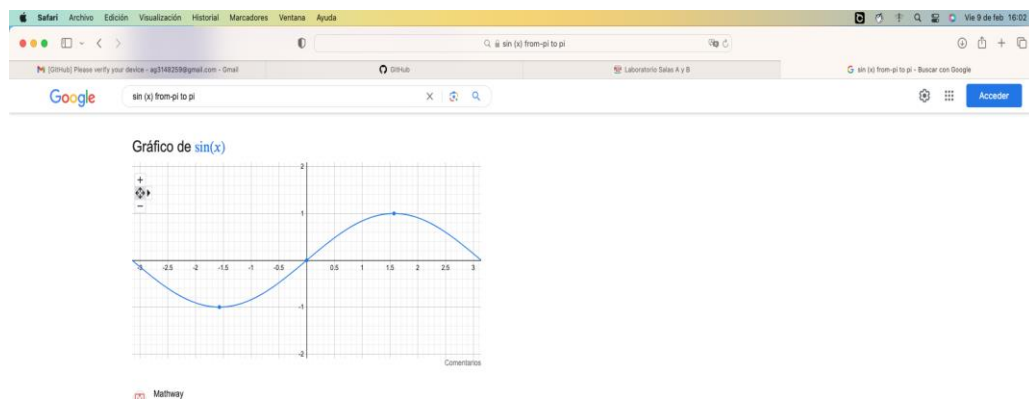 Safari Archivo Edición Visualización Historial Marcadores Ventana Ayuda
Vie 9 de feb 16:02
sin (x) from-pi to pi
[GitHub] Please verify your device - ag3148259@gmail.com - Gmail
GitHub
Laboratorio Salas A y B
sin (x) from-pi to pi - Buscar con Google
Google
sin (x) from-pi to pi
Acceder
Gráfico de sin(x)
2
1
-3 -2.5 -2 -1.5 -1 -0.5 0 0.5 1 1.5 2 2.5 3
-1
-2
Comentarios
Mathway